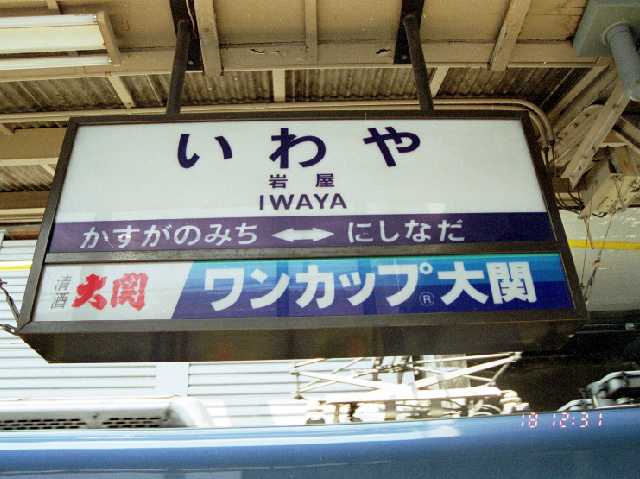 いわや
岩屋
IWAYA
かすがのみち ⟷ にしなだ
清酒 大関 ワンカップ® 大関
18 12:31